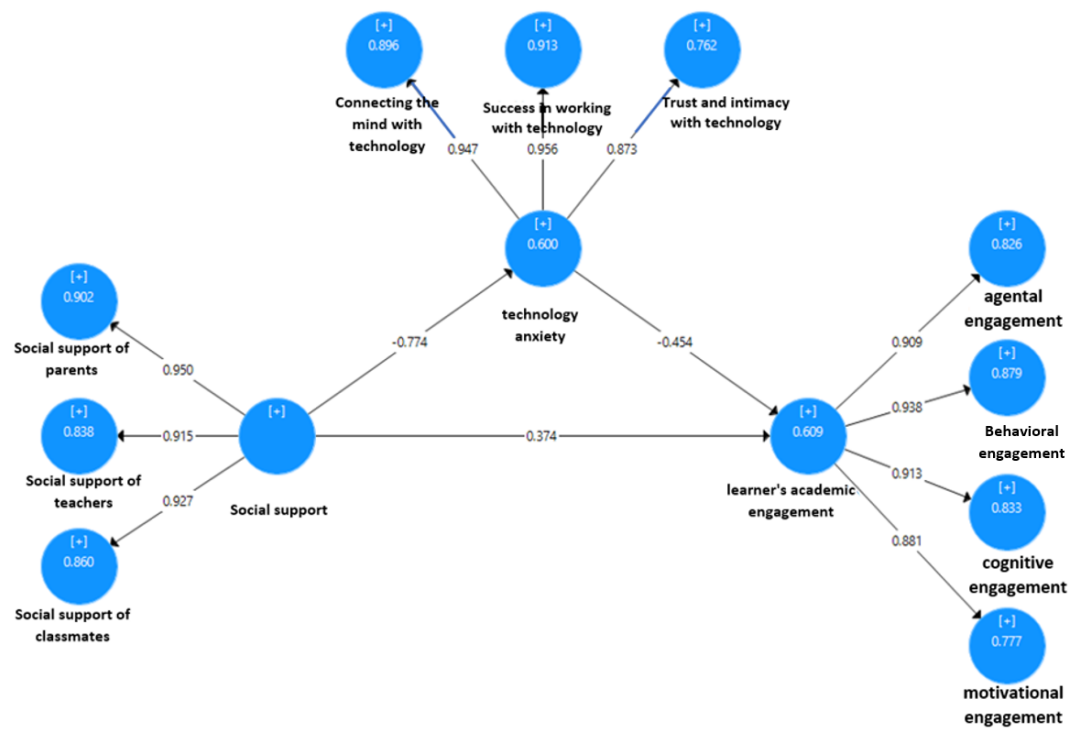 [+]
0.896
[+]
0.913
[+]
0.762
Connecting the
mind with
technology
Success in working
with technology
Trust and intimacy
with technology
0.947
0.956
0.873
[+]
0.600
technology
anxiety
[+]
0.902
Social support of
parents
0.950
-0.774
-0.454
[+]
0.826
agental
engagement
0.909
[+]
0.879
Behavioral
engagement
0.938
[+]
0.838
Social support of
teachers
0.915
[+]
Social support
0.374
[+]
0.609
learner's academic
engagement
0.927
[+]
0.860
Social support of
classmates
0.913
[+]
0.833
cognitive
engagement
0.881
[+]
0.777
motivational
engagement